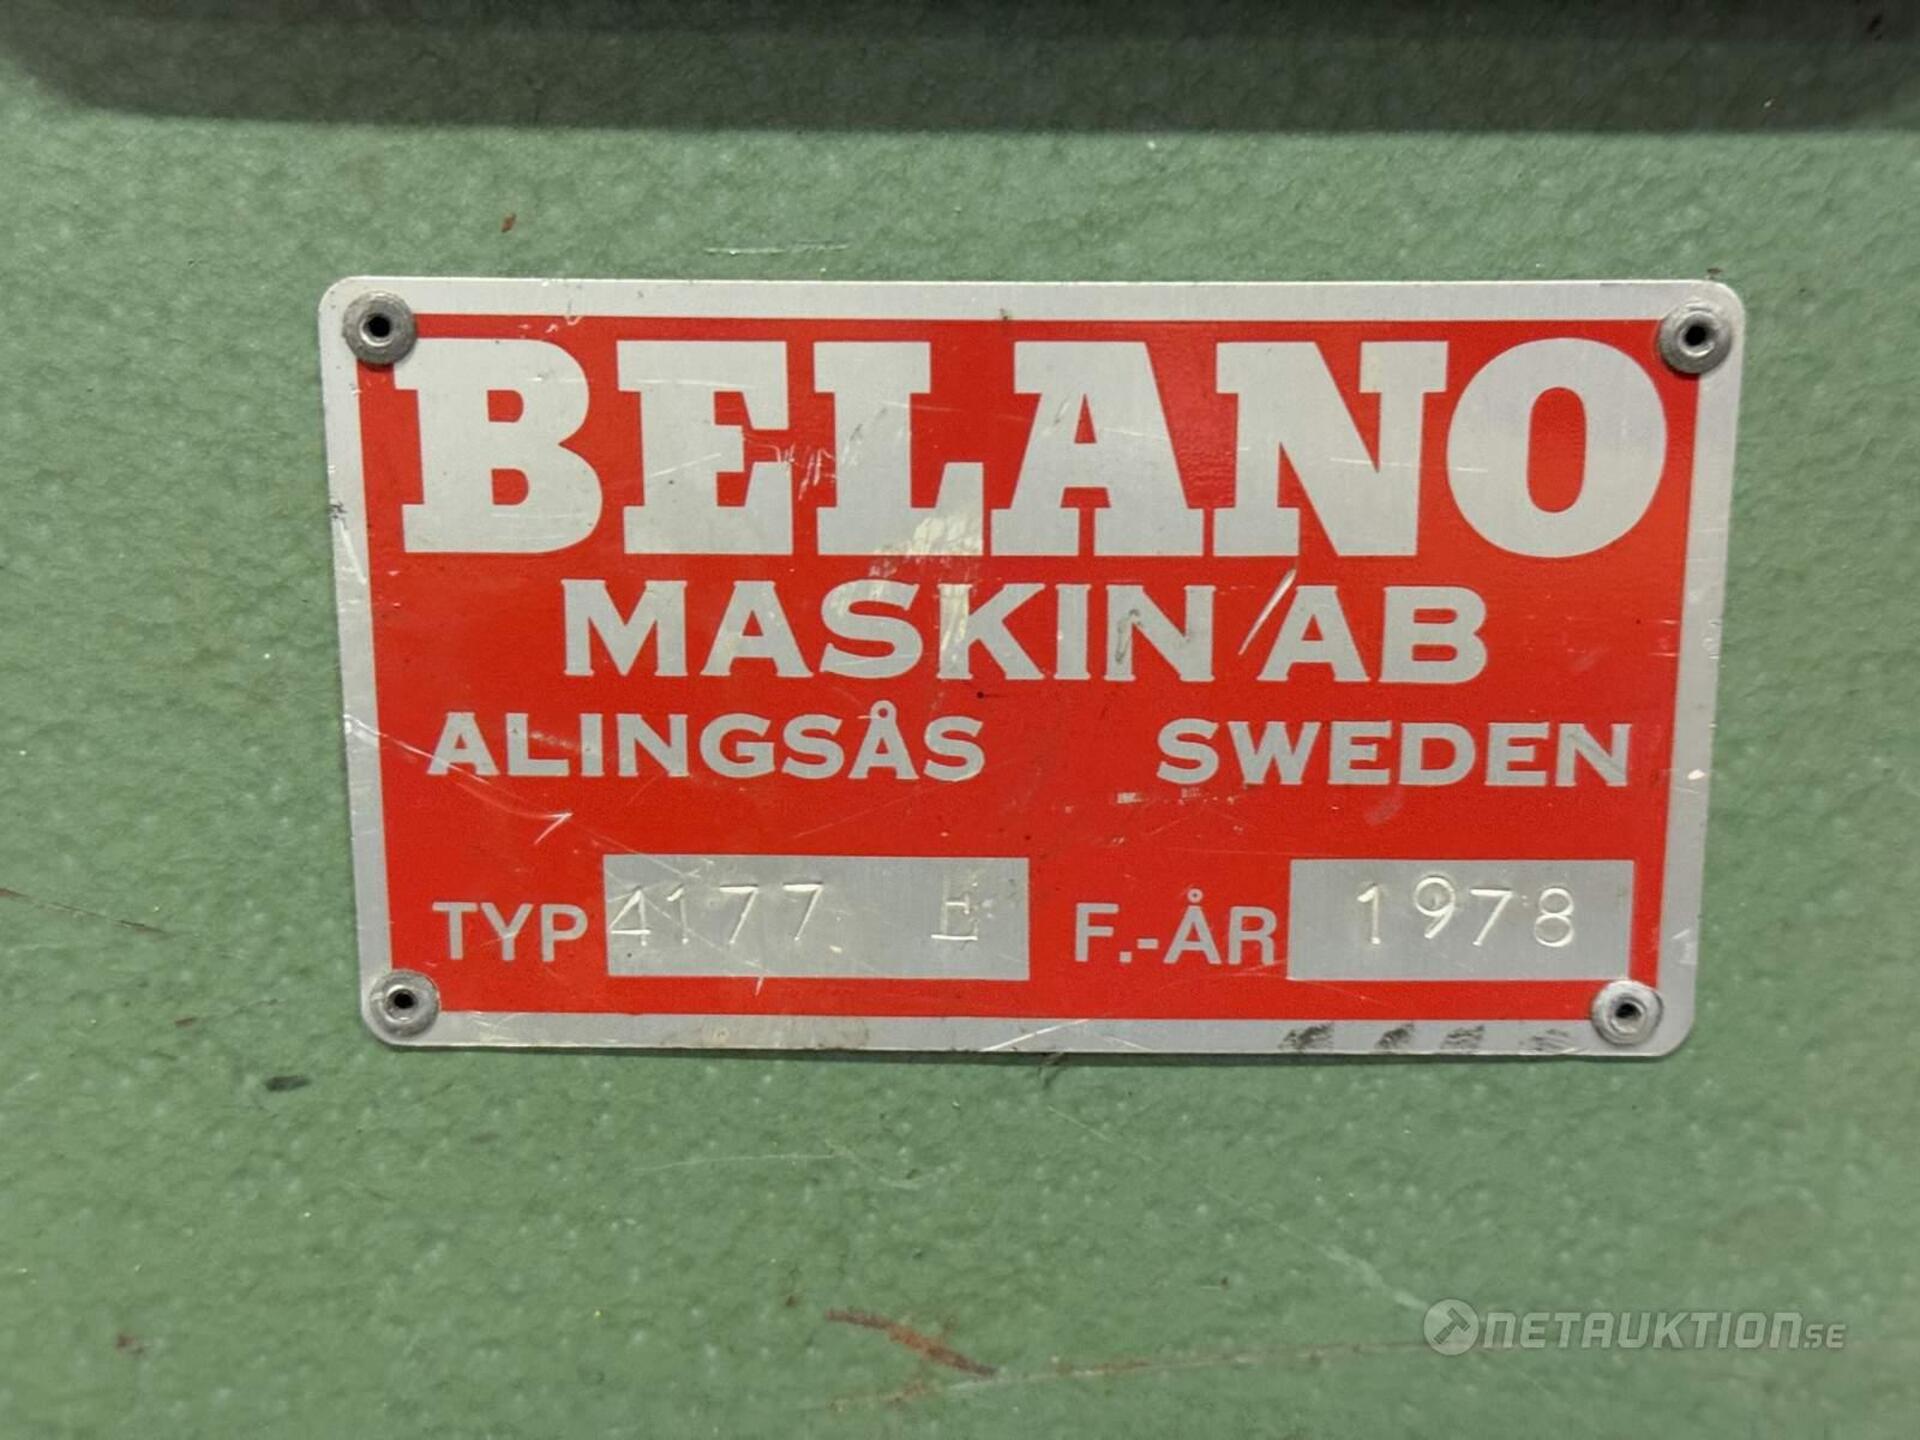 BELANO
MASKIN AB
ALINGSÅS SWEDEN
TYP 4177 E F.-ÅR 1978
NETAUKTION.SE